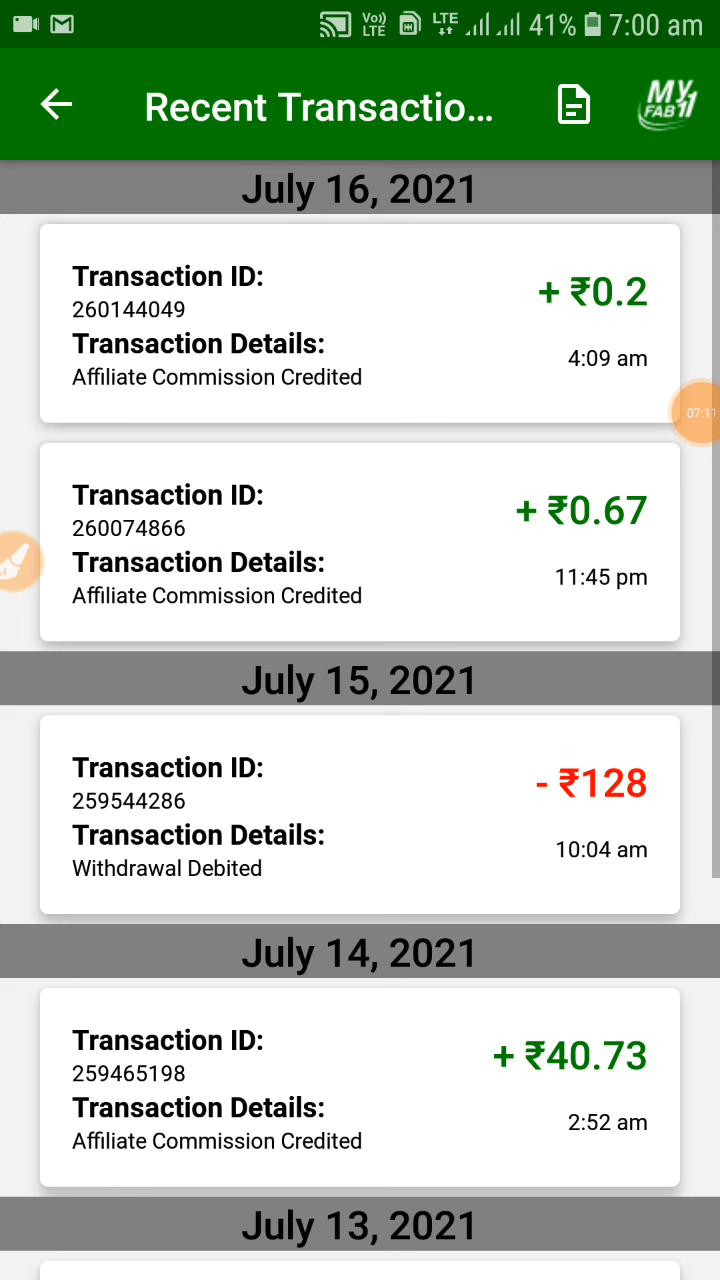 Vo)) LTE LTE 41% 7:00 am
Recent Transactio... MY FAB11
July 16, 2021
Transaction ID:
260144049
+ ₹0.2
Transaction Details:
Affiliate Commission Credited
4:09 am
07:11
Transaction ID:
260074866
+ ₹0.67
Transaction Details:
Affiliate Commission Credited
11:45 pm
July 15, 2021
Transaction ID:
259544286
- ₹128
Transaction Details:
Withdrawal Debited
10:04 am
July 14, 2021
Transaction ID:
259465198
+ ₹40.73
Transaction Details:
Affiliate Commission Credited
2:52 am
July 13, 2021